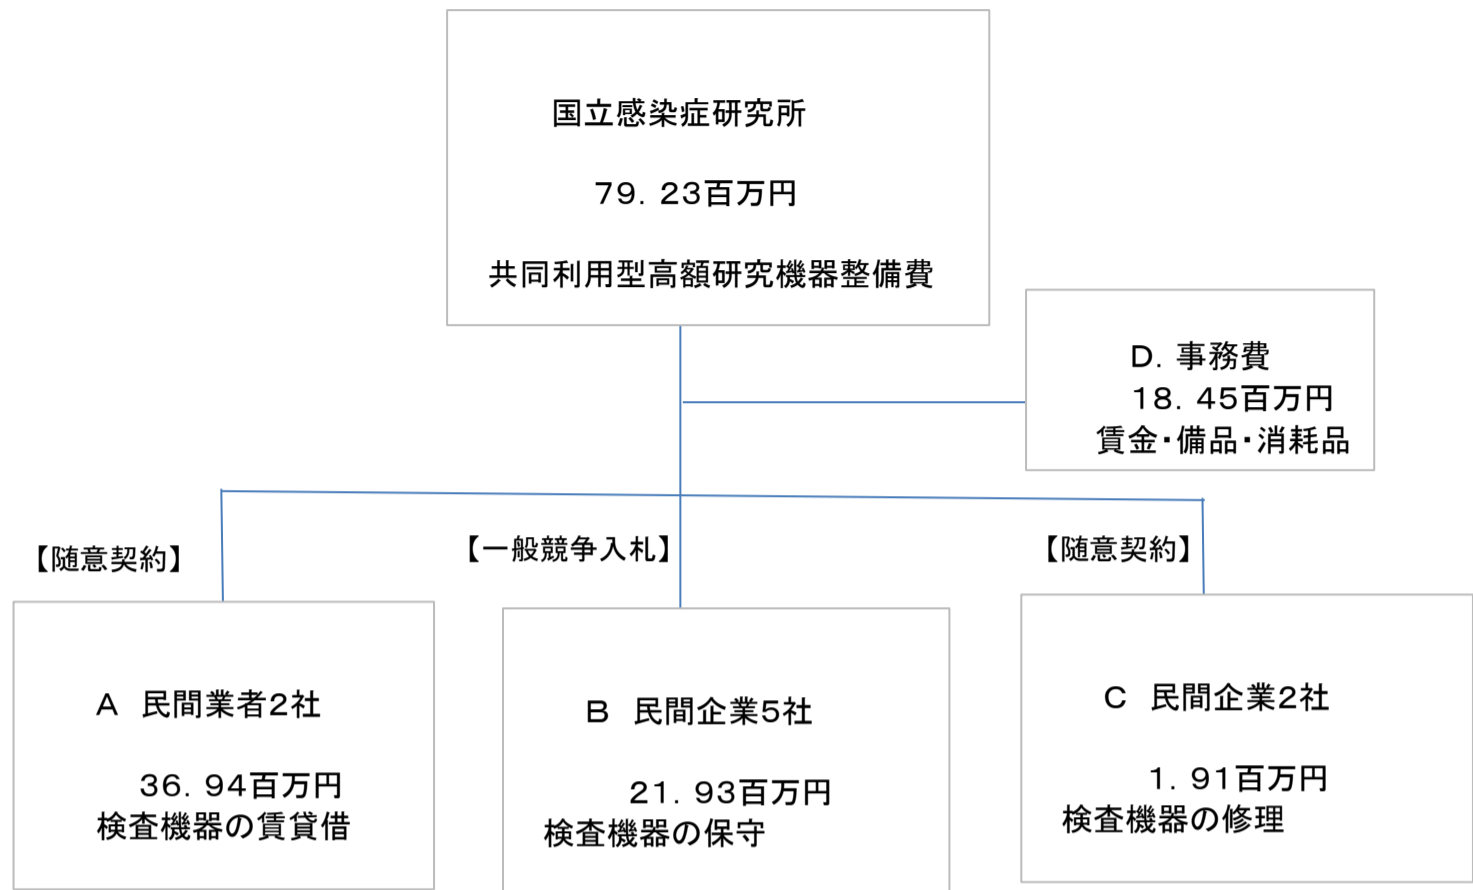 国立感染症研究所
７９．２３百万円
共同利用型高額研究機器整備費
Ｄ．事務費
１８．４５百万円
賃金・備品・消耗品
【随意契約】
【一般競争入札】
【随意契約】
Ａ　民間業者２社
３６．９４百万円
検査機器の賃貸借
Ｂ　民間企業５社
２１．９３百万円
検査機器の保守
Ｃ　民間企業２社
１．９１百万円
検査機器の修理